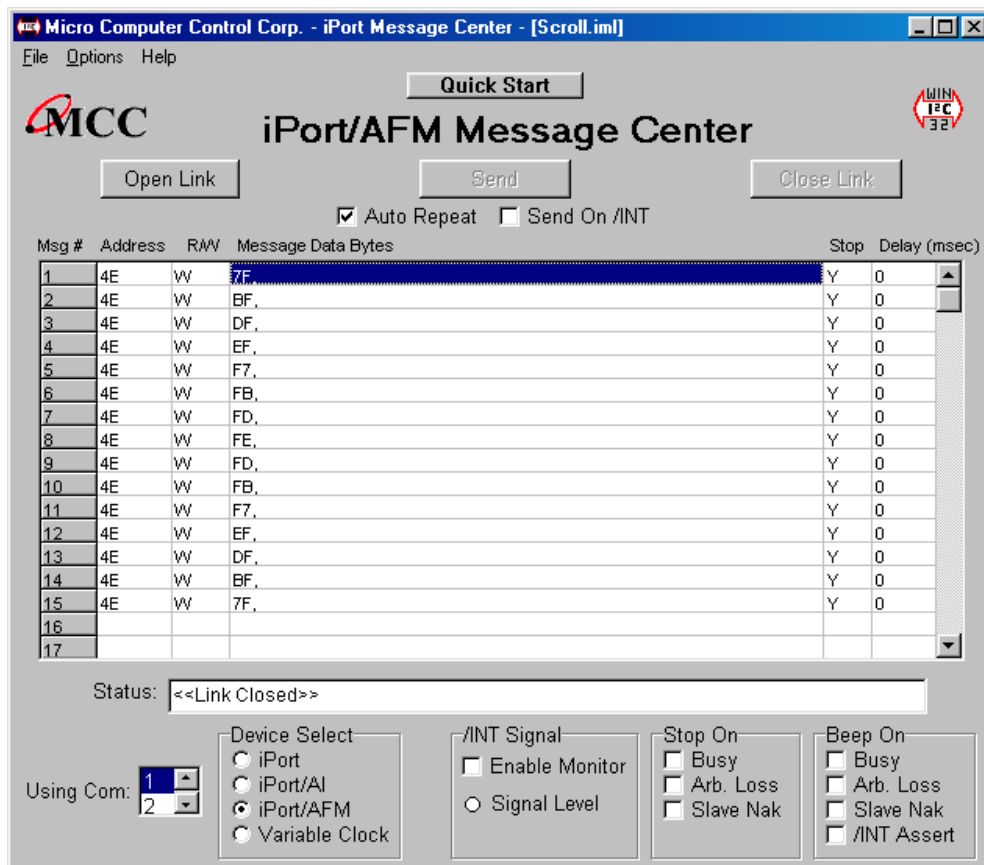 Micro Computer Control Corp. - iPort Message Center - [Scroll.iml]
File Options Help
Quick Start
MCC
iPort/AFM Message Center
WIN
I²C
32
Open Link Send Close Link
Auto Repeat Send On /INT
Msg # Address R/W Message Data Bytes Stop Delay (msec)
1 4E W 7F, Y 0
2 4E W BF, Y 0
3 4E W DF, Y 0
4 4E W EF, Y 0
5 4E W F7, Y 0
6 4E W FB, Y 0
7 4E W FD, Y 0
8 4E W FE, Y 0
9 4E W FD, Y 0
10 4E W FB, Y 0
11 4E W F7, Y 0
12 4E W EF, Y 0
13 4E W DF, Y 0
14 4E W BF, Y 0
15 4E W 7F, Y 0
16
17
Status: <<Link Closed>>
Using Com: 1
2
Device Select
iPort
iPort/AI
iPort/AFM
Variable Clock
/INT Signal
Enable Monitor
Signal Level
Stop On
Busy
Arb. Loss
Slave Nak
Beep On
Busy
Arb. Loss
Slave Nak
/INT Assert